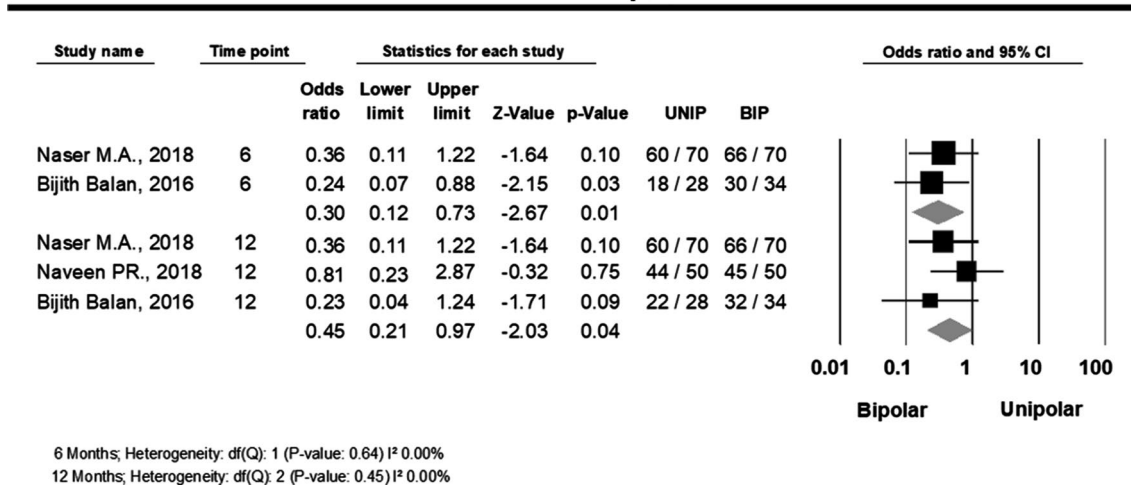 Study name Time point Statistics for each study Odds ratio and 95% CI
Odds Lower Upper
ratio limit limit Z-Value p-Value UNIP BIP
Naser M.A., 2018 6 0.36 0.11 1.22 -1.64 0.10 60 / 70 66 / 70
Bijith Balan, 2016 6 0.24 0.07 0.88 -2.15 0.03 18 / 28 30 / 34
0.30 0.12 0.73 -2.67 0.01
Naser M.A., 2018 12 0.36 0.11 1.22 -1.64 0.10 60 / 70 66 / 70
Naveen PR., 2018 12 0.81 0.23 2.87 -0.32 0.75 44 / 50 45 / 50
Bijith Balan, 2016 12 0.23 0.04 1.24 -1.71 0.09 22 / 28 32 / 34
0.45 0.21 0.97 -2.03 0.04
0.01 0.1 1 10 100
Bipolar Unipolar
6 Months; Heterogeneity: df(Q): 1 (P-value: 0.64) I² 0.00%
12 Months; Heterogeneity: df(Q): 2 (P-value: 0.45) I² 0.00%